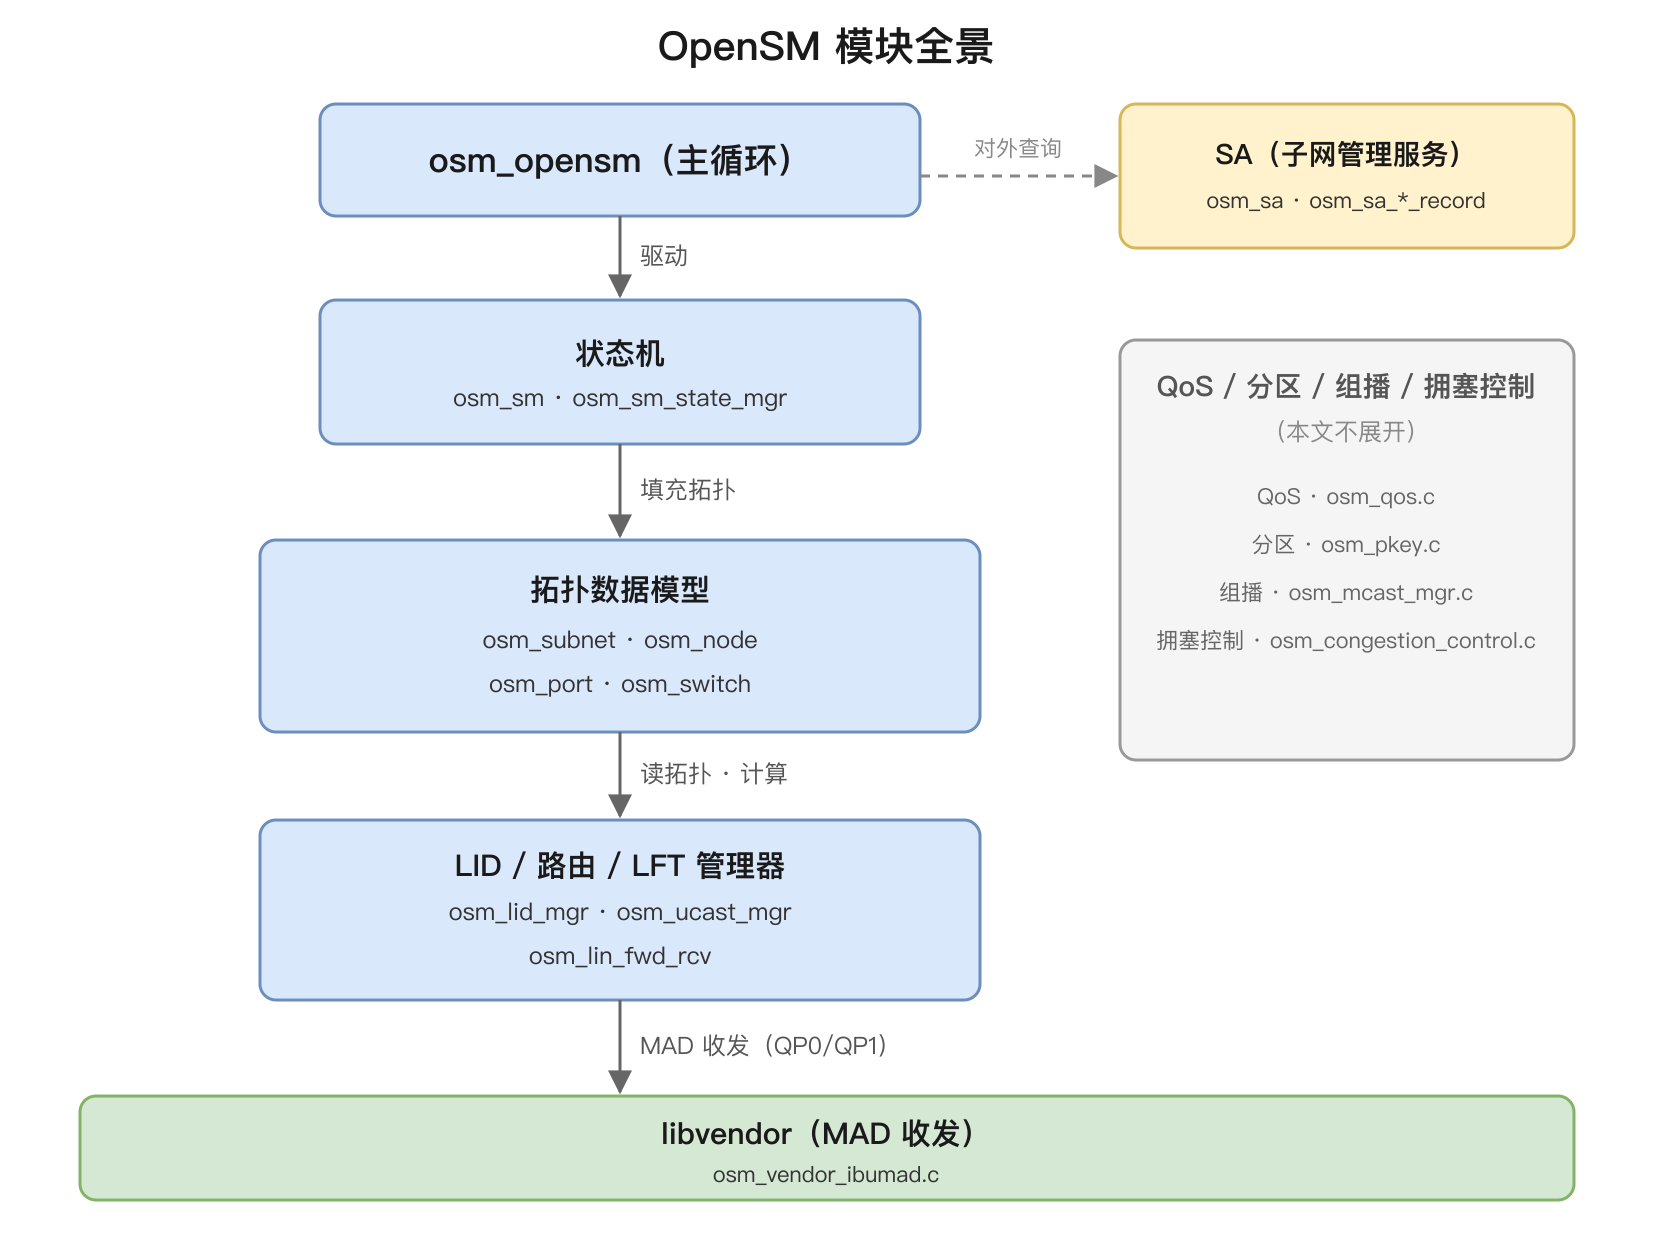 OpenSM 模块全景
osm_opensm（主循环）
对外查询
SA（子网管理服务）
osm_sa · osm_sa_*_record
驱动
状态机
osm_sm · osm_sm_state_mgr
填充拓扑
拓扑数据模型
osm_subnet · osm_node
osm_port · osm_switch
读拓扑 · 计算
LID / 路由 / LFT 管理器
osm_lid_mgr · osm_ucast_mgr
osm_lin_fwd_rcv
MAD 收发（QP0/QP1）
libvendor（MAD 收发）
osm_vendor_ibumad.c
QoS / 分区 / 组播 / 拥塞控制
（本文不展开）
QoS · osm_qos.c
分区 · osm_pkey.c
组播 · osm_mcast_mgr.c
拥塞控制 · osm_congestion_control.c